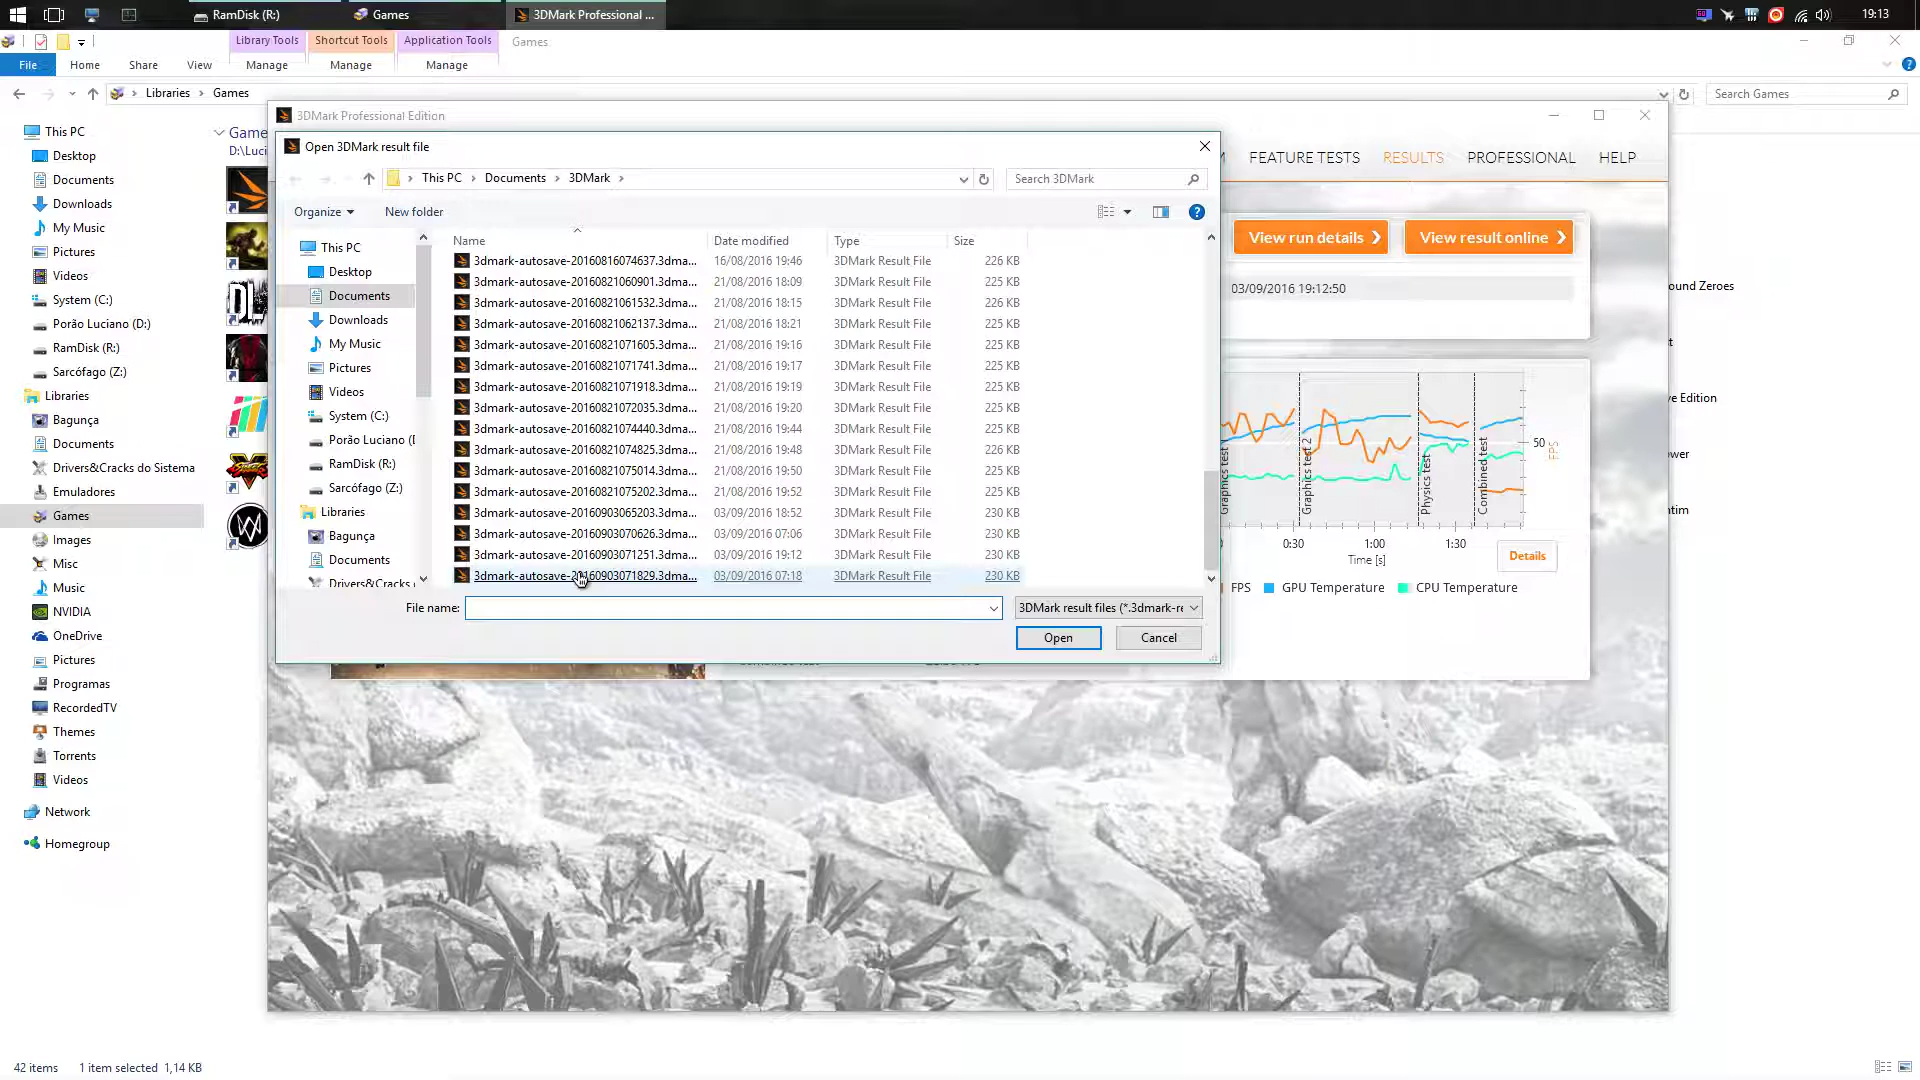 RamDisk (R:)
Games
3DMark Professional ...
19:13
Library Tools
Shortcut Tools
Application Tools
Games
File
Home
Share
View
Manage
Manage
Manage
Libraries
Games
Search Games
3DMark Professional Edition
FEATURE TESTS
RESULTS
PROFESSIONAL
HELP
This PC
Desktop
Documents
Downloads
My Music
Pictures
Videos
System (C:)
Porão Luciano (D:)
RamDisk (R:)
Sarcófago (Z:)
Libraries
Bagunça
Documents
Drivers&Cracks do Sistema
Emuladores
Games
Images
Misc
Music
NVIDIA
OneDrive
Pictures
Programas
RecordedTV
Themes
Torrents
Videos
Network
Homegroup
Game
D:\Luci
Open 3DMark result file
This PC
Documents
3DMark
Search 3DMark
Organize
New folder
This PC
Desktop
Documents
Downloads
My Music
Pictures
Videos
System (C:)
Porão Luciano (D
RamDisk (R:)
Sarcófago (Z:)
Libraries
Bagunça
Documents
Drivers&Cracks
Name Date modified Type Size
3dmark-autosave-20160816074637.3dma... 16/08/2016 19:46 3DMark Result File 226 KB
3dmark-autosave-20160821060901.3dma... 21/08/2016 18:09 3DMark Result File 225 KB
3dmark-autosave-20160821061532.3dma... 21/08/2016 18:15 3DMark Result File 226 KB
3dmark-autosave-20160821062137.3dma... 21/08/2016 18:21 3DMark Result File 225 KB
3dmark-autosave-20160821071605.3dma... 21/08/2016 19:16 3DMark Result File 225 KB
3dmark-autosave-20160821071741.3dma... 21/08/2016 19:17 3DMark Result File 225 KB
3dmark-autosave-20160821071918.3dma... 21/08/2016 19:19 3DMark Result File 225 KB
3dmark-autosave-20160821072035.3dma... 21/08/2016 19:20 3DMark Result File 225 KB
3dmark-autosave-20160821074440.3dma... 21/08/2016 19:44 3DMark Result File 225 KB
3dmark-autosave-20160821074825.3dma... 21/08/2016 19:48 3DMark Result File 226 KB
3dmark-autosave-20160821075014.3dma... 21/08/2016 19:50 3DMark Result File 225 KB
3dmark-autosave-20160821075202.3dma... 21/08/2016 19:52 3DMark Result File 225 KB
3dmark-autosave-20160903065203.3dma... 03/09/2016 18:52 3DMark Result File 230 KB
3dmark-autosave-20160903070626.3dma... 03/09/2016 07:06 3DMark Result File 230 KB
3dmark-autosave-20160903071251.3dma... 03/09/2016 19:12 3DMark Result File 230 KB
3dmark-autosave-20160903071829.3dma... 03/09/2016 07:18 3DMark Result File 230 KB
File name:
3DMark result files (*.3dmark-re
Open
Cancel
View run details
View result online
03/09/2016 19:12:50
Graphics test
Graphics test 2
Physics test
Combined test
50
FPS
0:30
1:00
1:30
Time [s]
Details
FPS
GPU Temperature
CPU Temperature
ound Zeroes
t
ve Edition
ower
ntim
42 items
1 item selected 1,14 KB